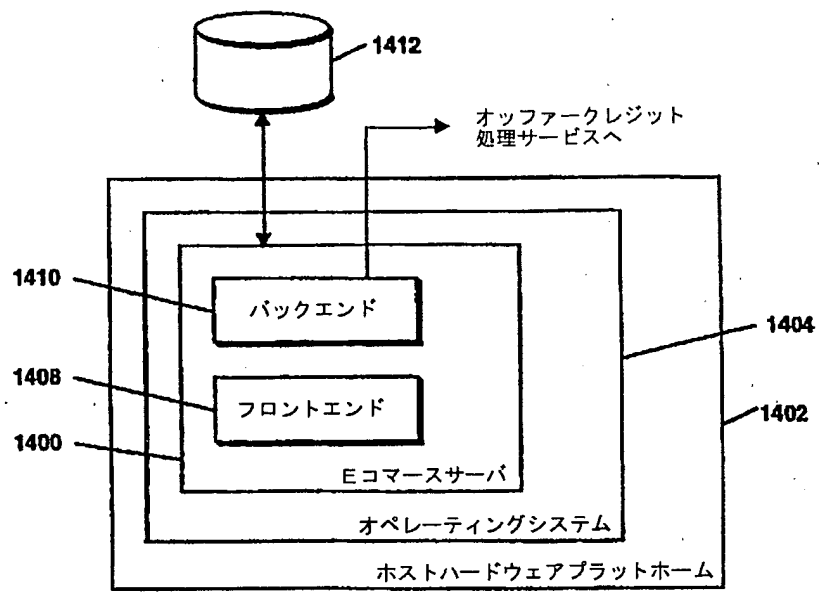 1412
オッファークレジット
処理サービスへ
1410
バックエンド
1404
1408
フロントエンド
1402
1400
Eコマースサーバ
オペレーティングシステム
ホストハードウェアプラットホーム